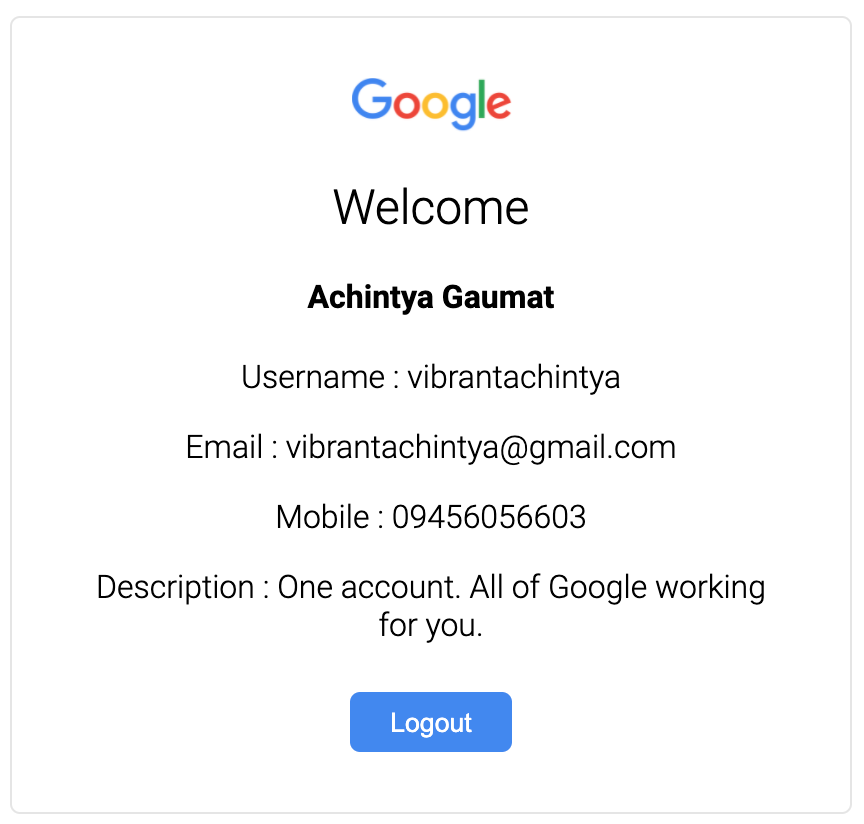 Google
Welcome
Achintya Gaumat
Username : vibrantachintya
Email : vibrantachintya@gmail.com
Mobile : 09456056603
Description : One account. All of Google working
for you.
Logout